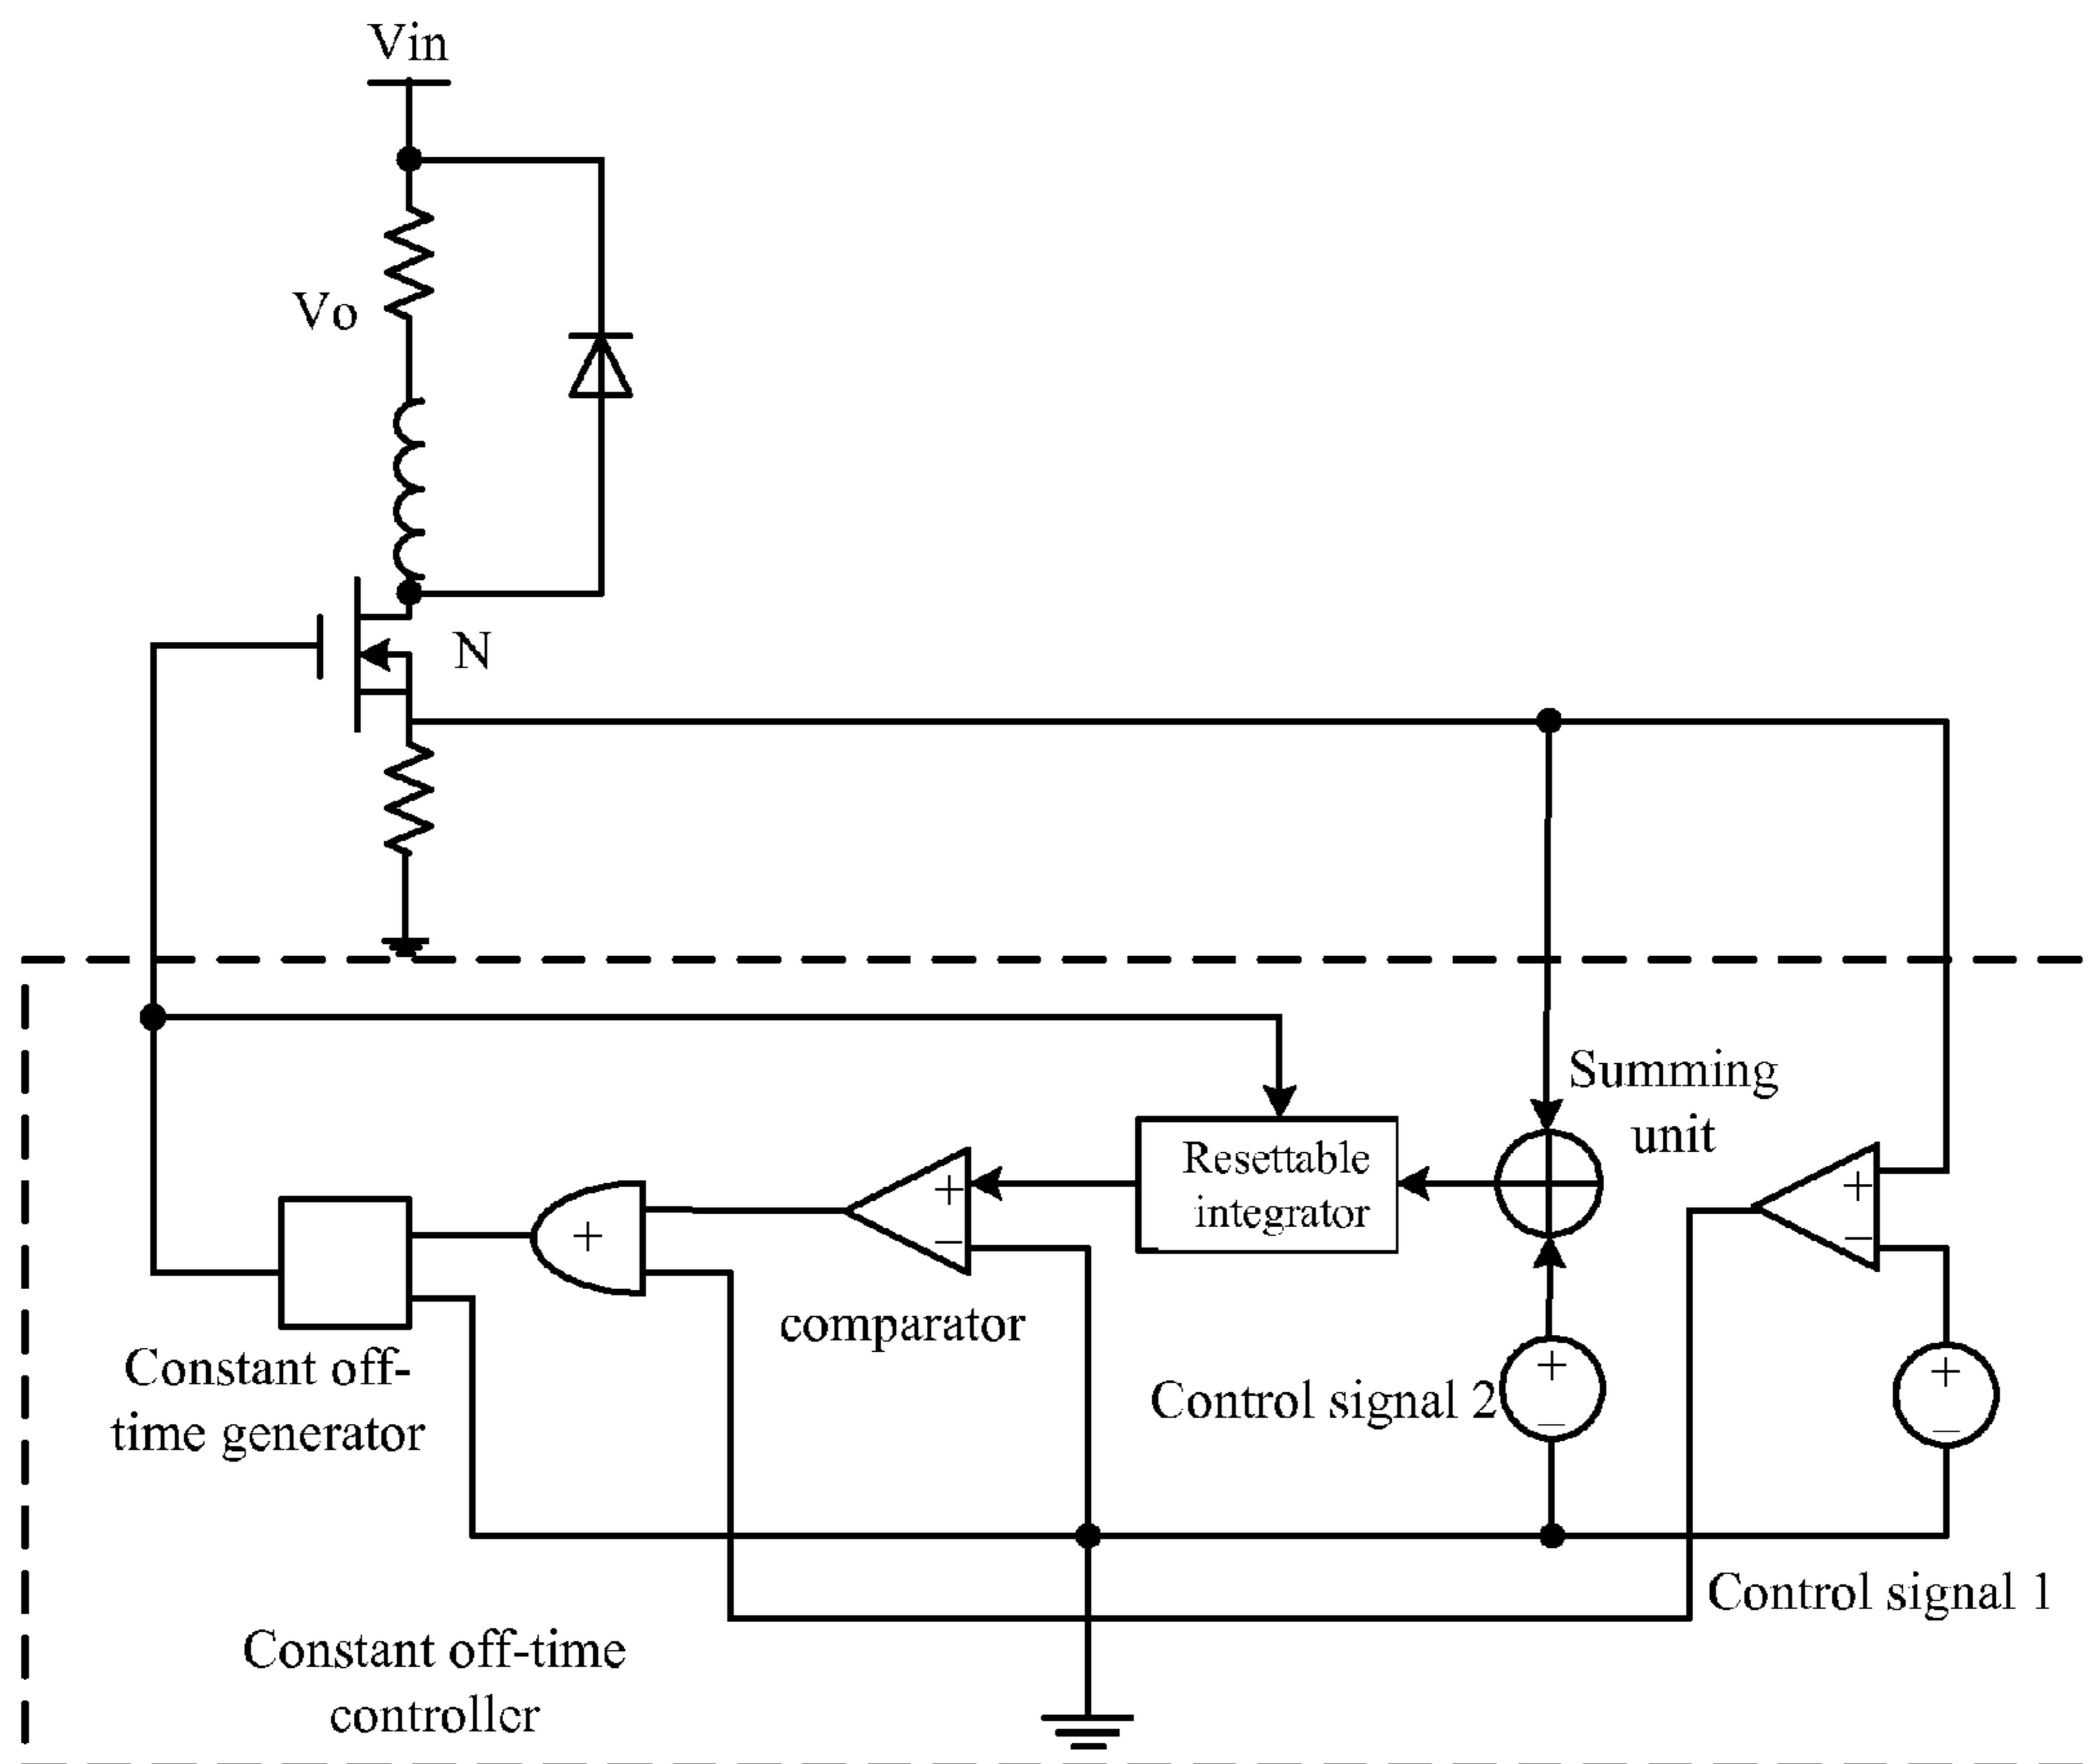 Vin
Vo
N
Summing
unit
Resettable
integrator
+
−
+
−
+
comparator
Constant off-
time generator
Control signal 2
+
−
+
−
Control signal 1
Constant off-time
controller